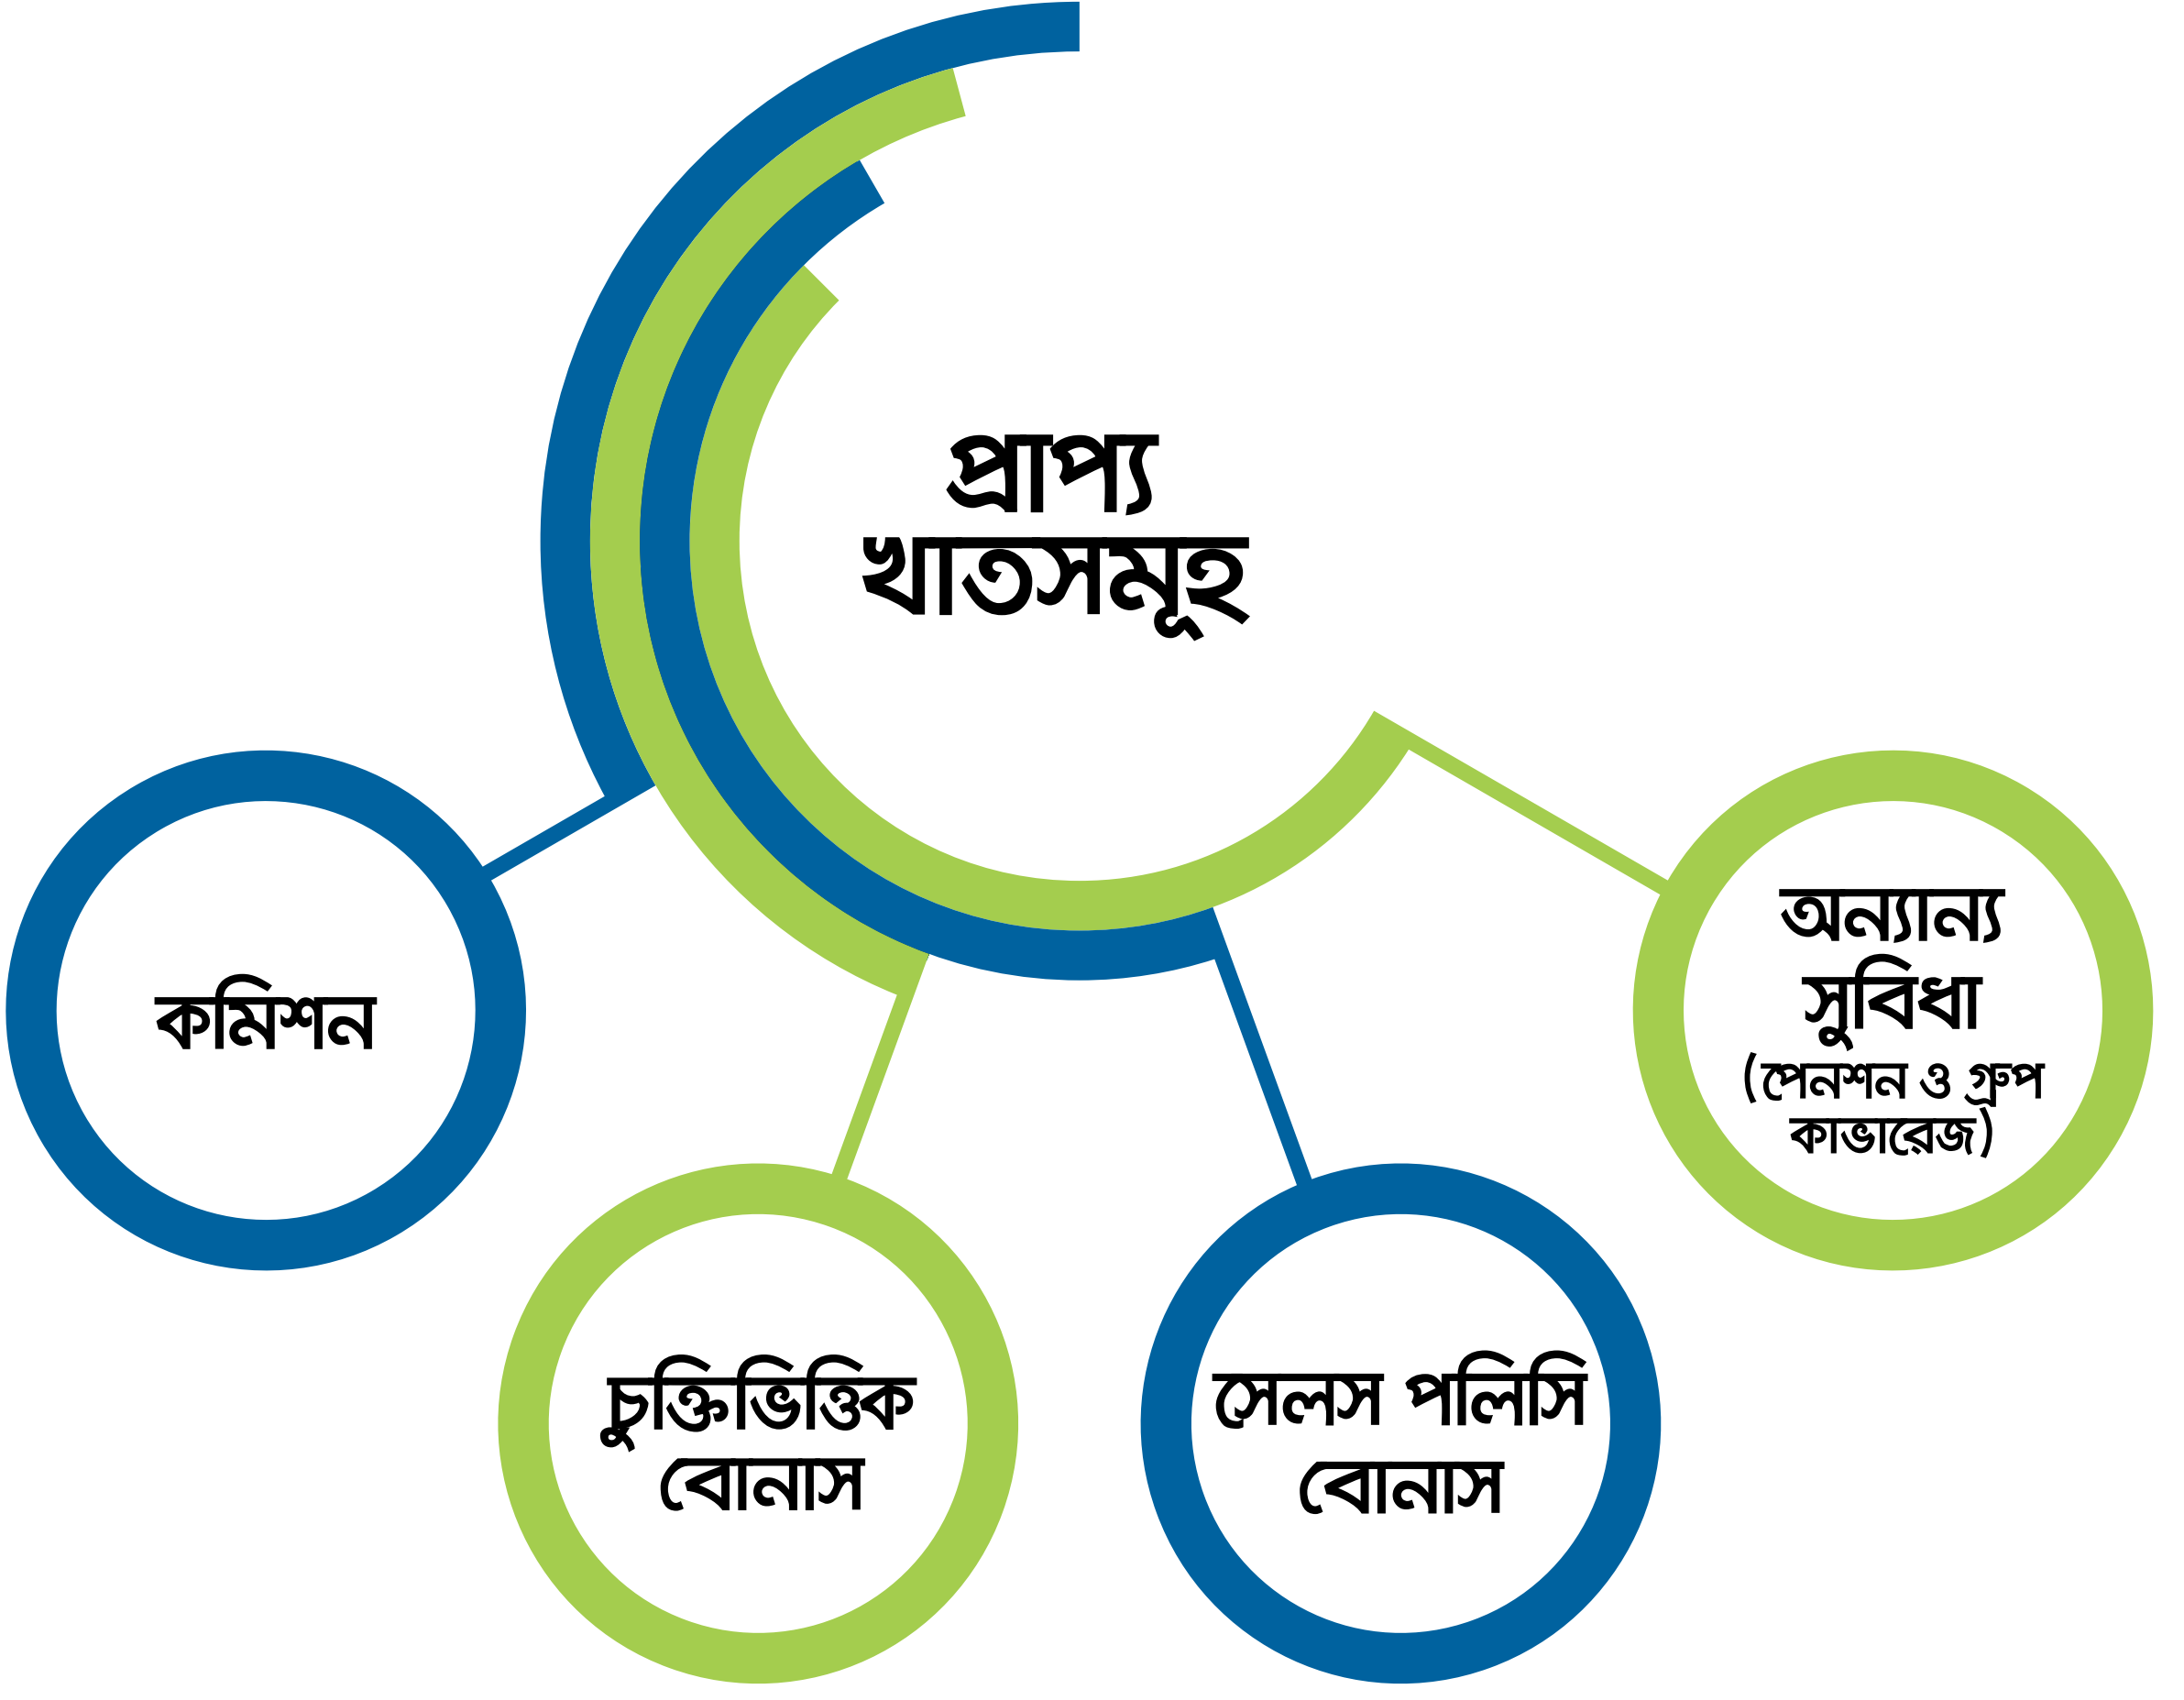 প্রাপ্য
খাতসমূহ
কমিশন
চুক্তিভিত্তিক
বোনাস
সেলস পলিসি
বোনাস
অন্যান্য
সুবিধা
(পেনশন ও গ্রুপ
কাভারেজ)